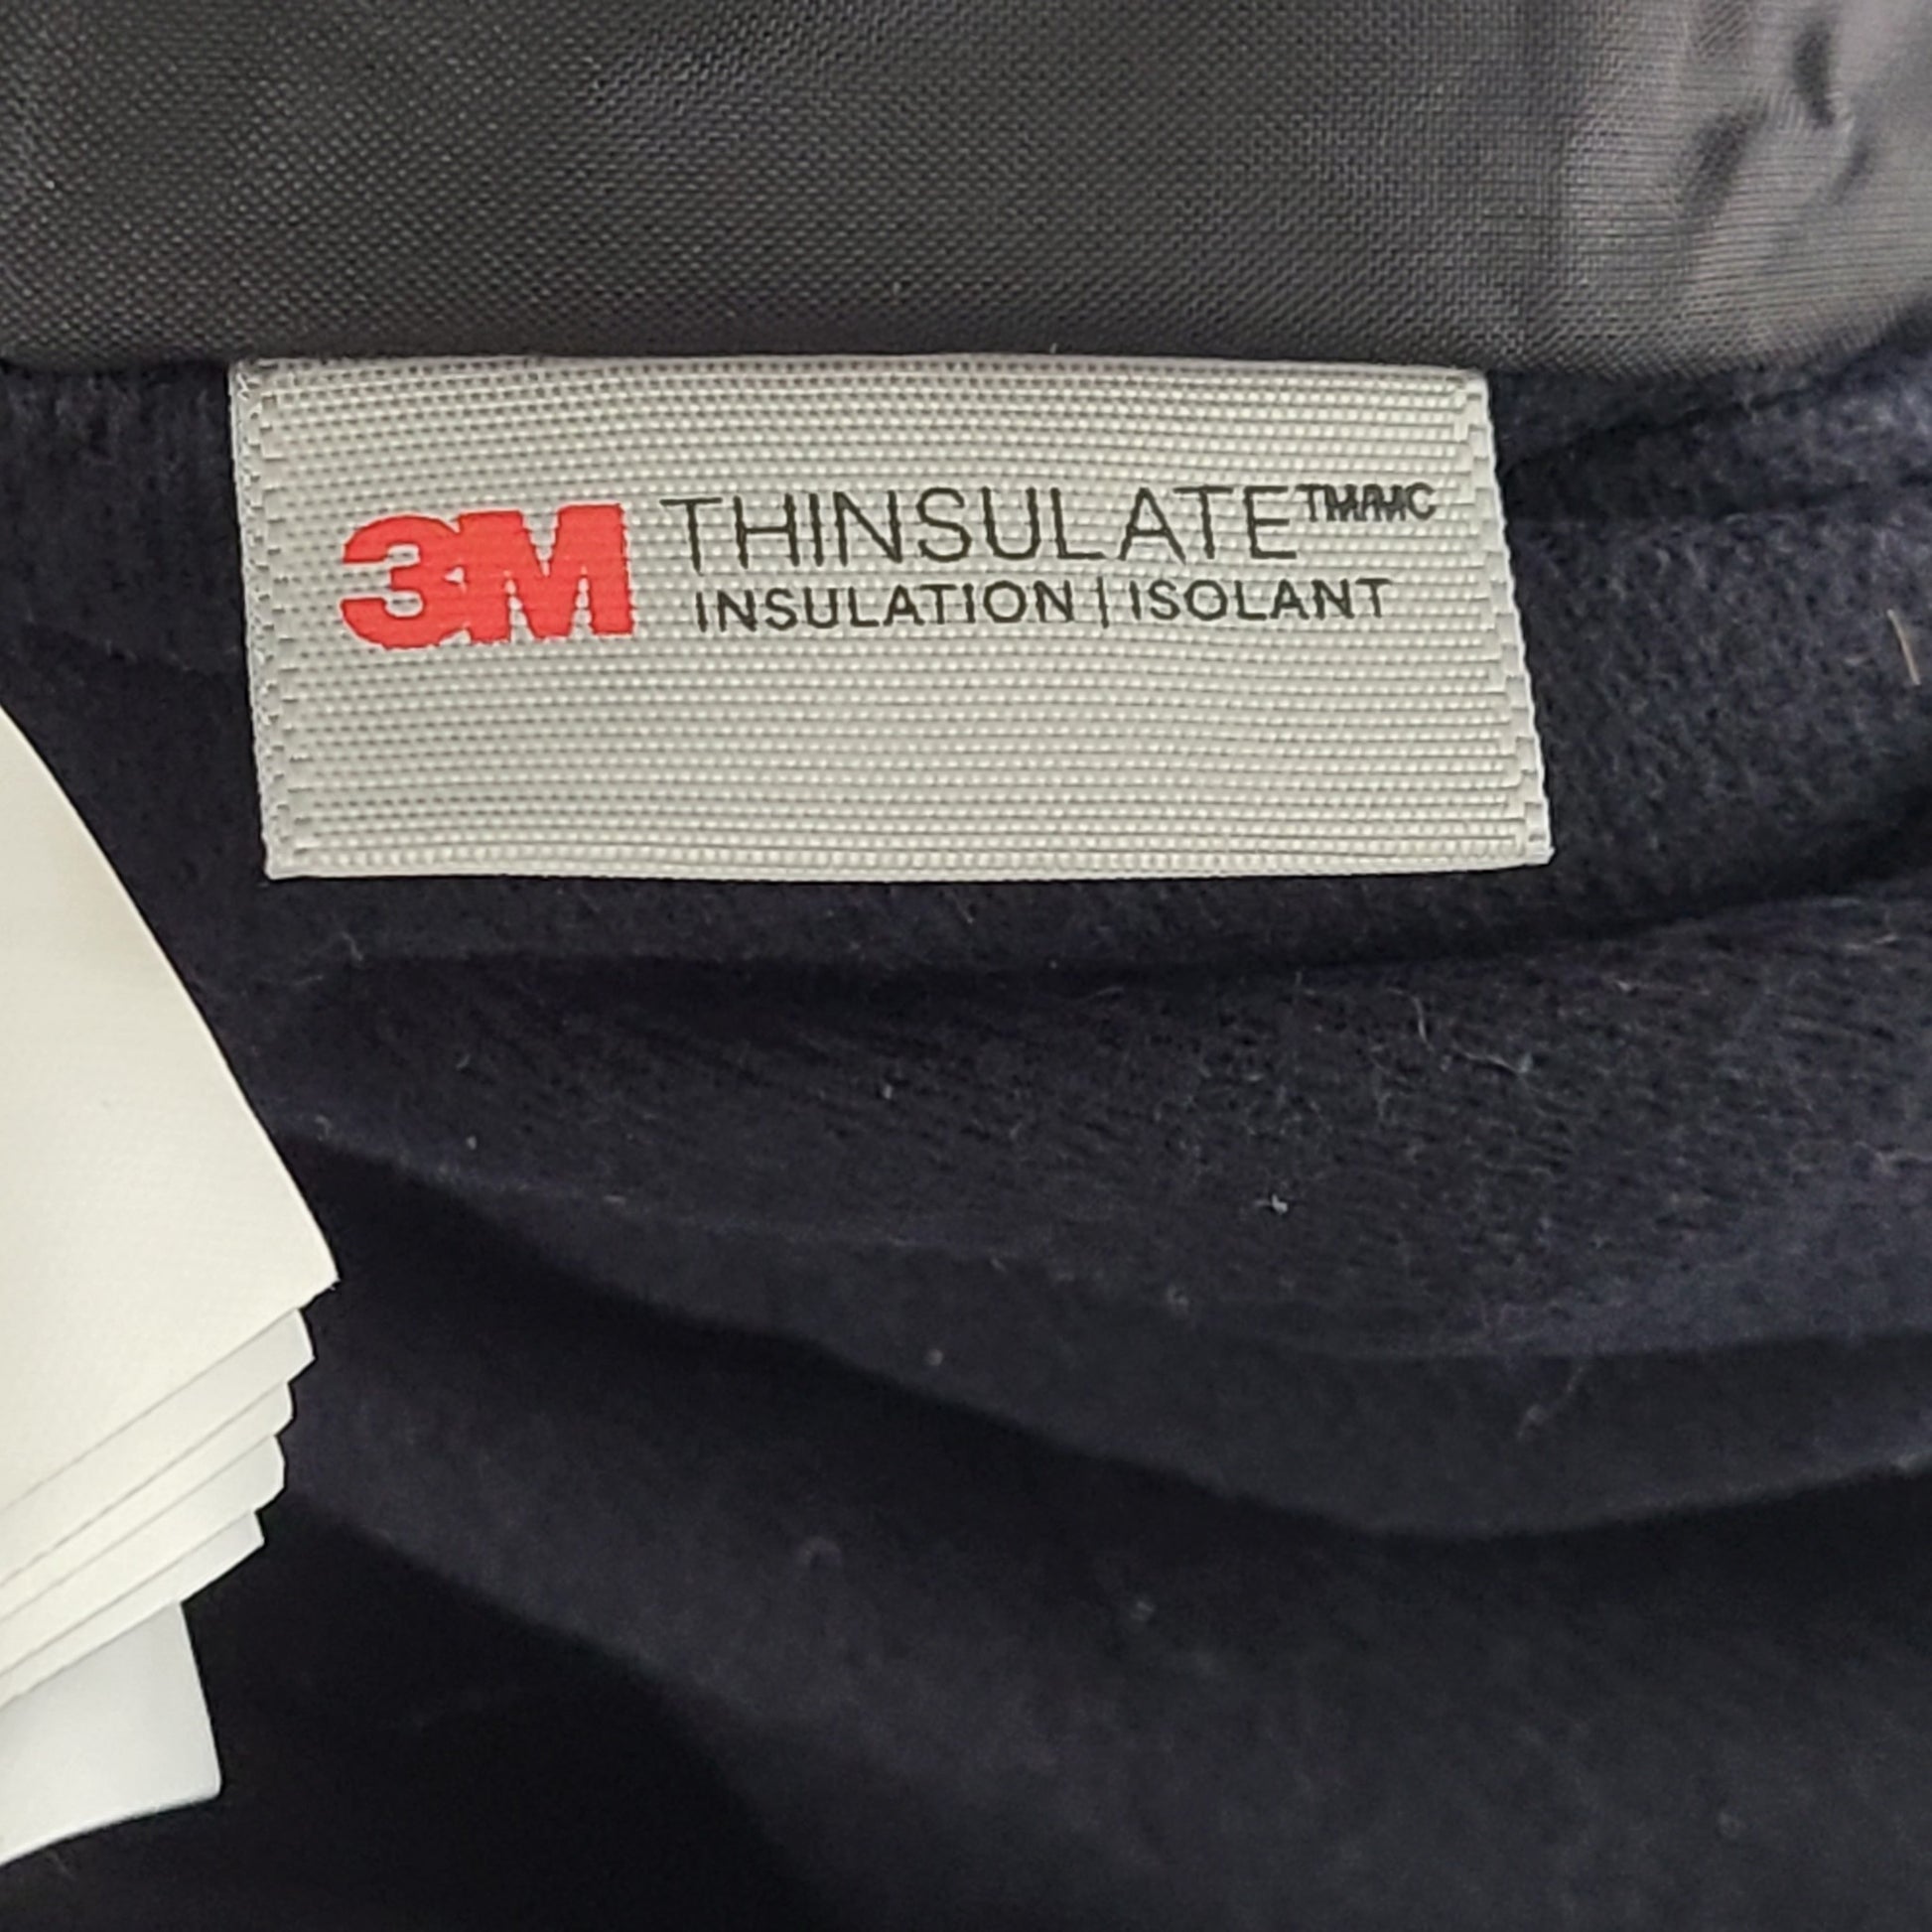 3M THINSULATE™/MC
INSULATION | ISOLANT